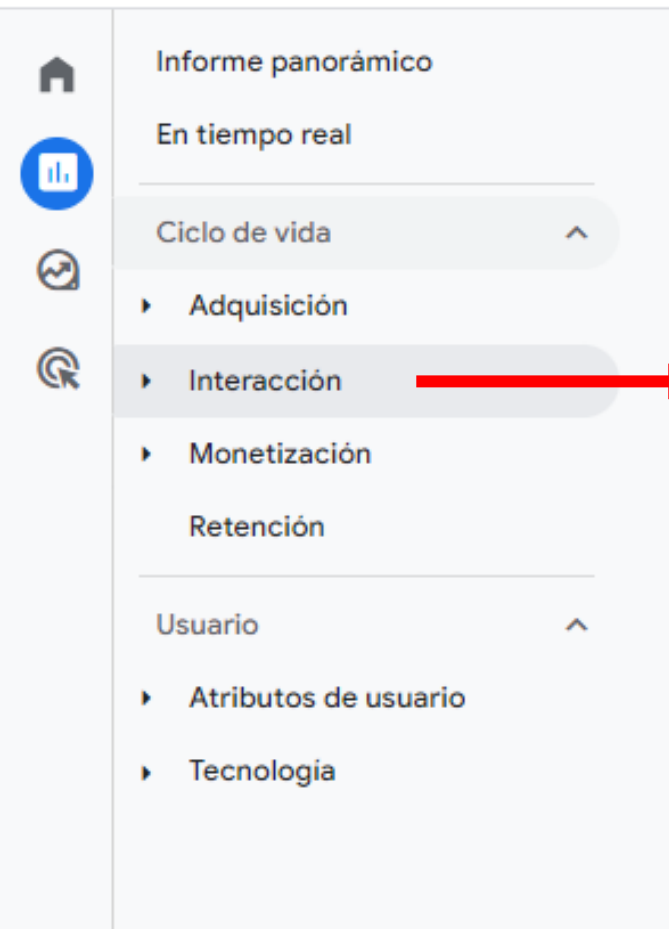 Informe panorámico
En tiempo real
Ciclo de vida
Adquisición
Interacción
Monetización
Retención
Usuario
Atributos de usuario
Tecnología